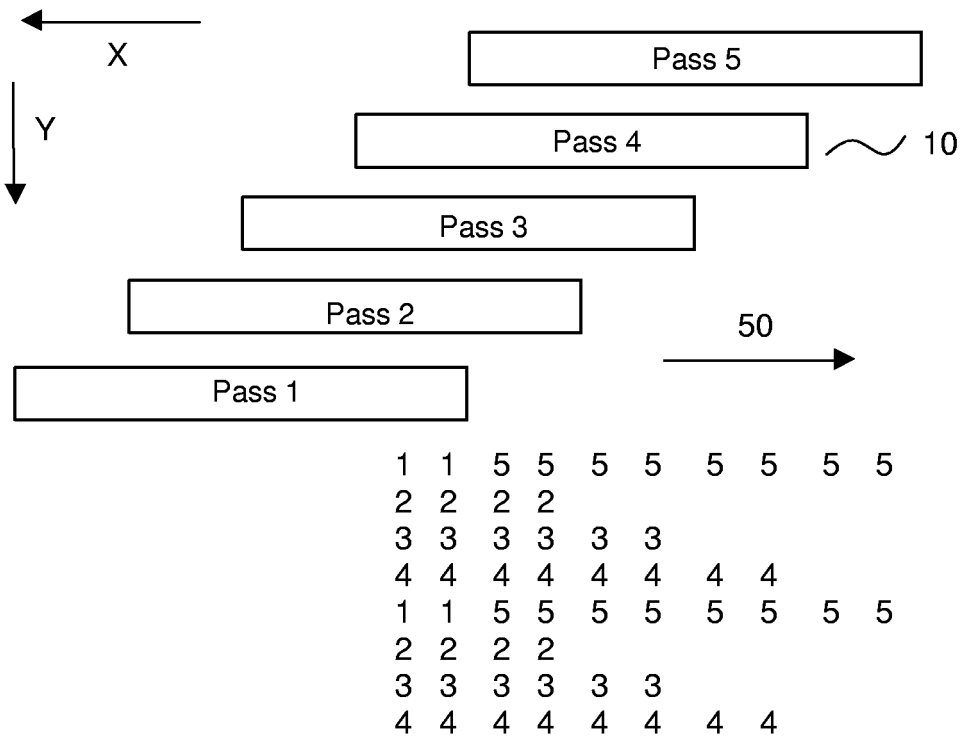 X
Pass 5
Y
Pass 4
10
Pass 3
Pass 2
50
Pass 1
1 1 5 5 5 5 5 5 5 5
2 2 2 2
3 3 3 3 3 3
4 4 4 4 4 4 4 4
1 1 5 5 5 5 5 5 5 5
2 2 2 2
3 3 3 3 3 3
4 4 4 4 4 4 4 4